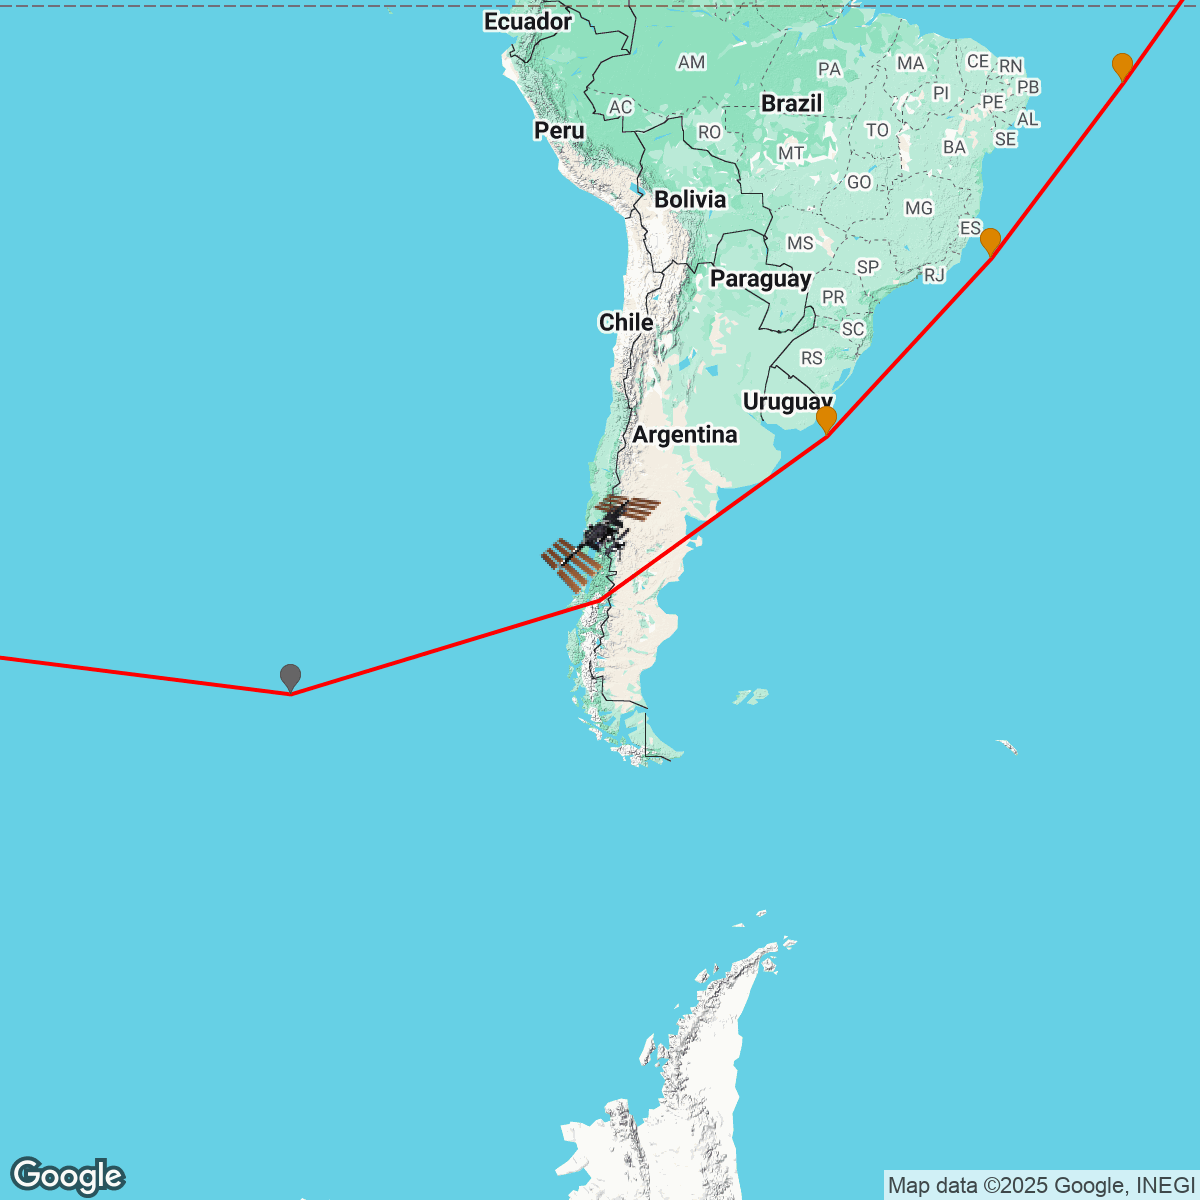 Ecuador
AM
PA
MA
CE
RN
PB
PI
PE
AL
AC
Brazil
Peru
RO
TO
SE
BA
MT
GO
Bolivia
MG
ES
MS
SP
RJ
Paraguay
PR
Chile
SC
RS
Uruguay
Argentina
Google
Map data ©2025 Google, INEGI